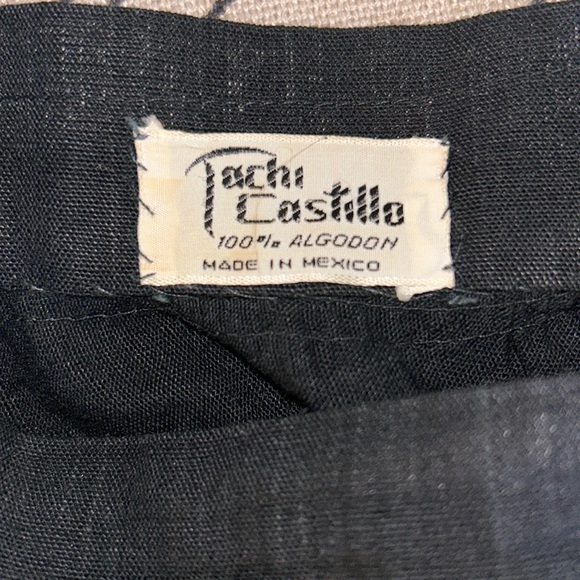 Tachi
Castillo
100% ALGODON
MADE IN MEXICO